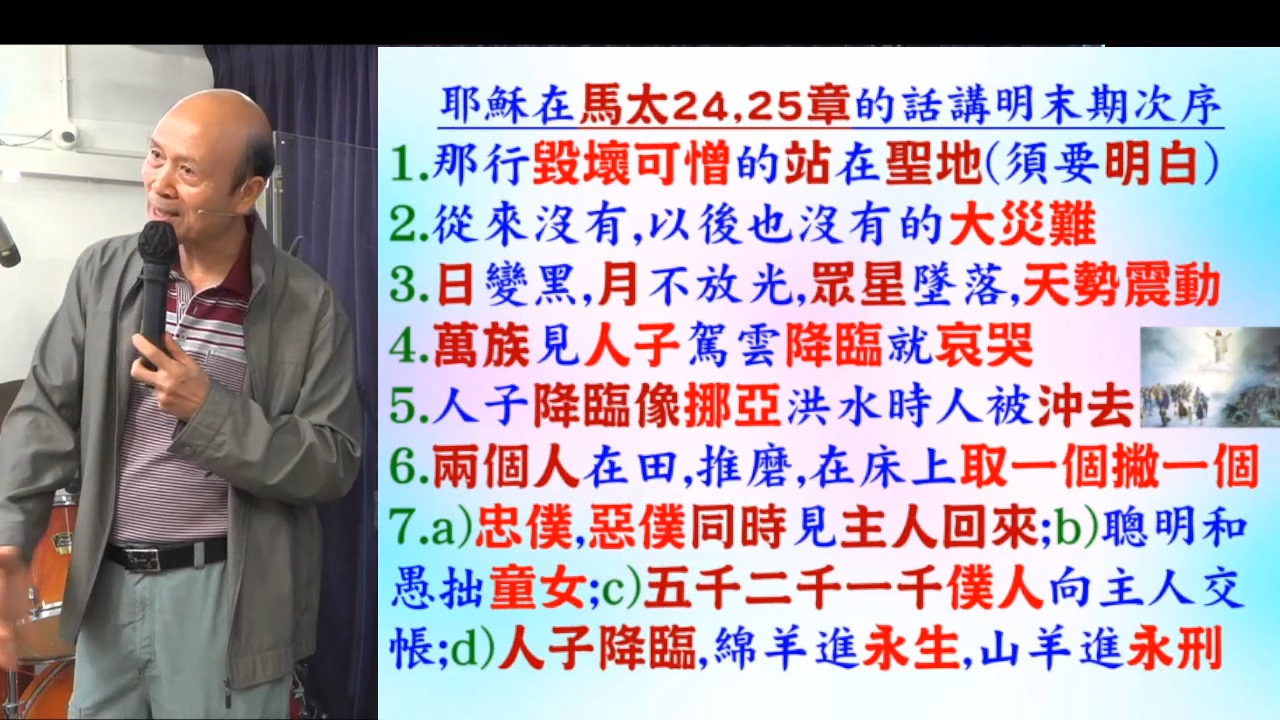 耶穌在馬太24,25章的話講明末期次序
1.那行毀壞可憎的站在聖地(須要明白)
2.從來沒有,以後也沒有的大災難
3.日變黑,月不放光,眾星墜落,天勢震動
4.萬族見人子駕雲降臨就哀哭
5.人子降臨像挪亞洪水時人被沖去
6.兩個人在田,推磨,在床上取一個撇一個
7.a)忠僕,惡僕同時見主人回來;b)聰明和
愚拙童女;c)五千二千一千僕人向主人交
帳;d)人子降臨,綿羊進永生,山羊進永刑